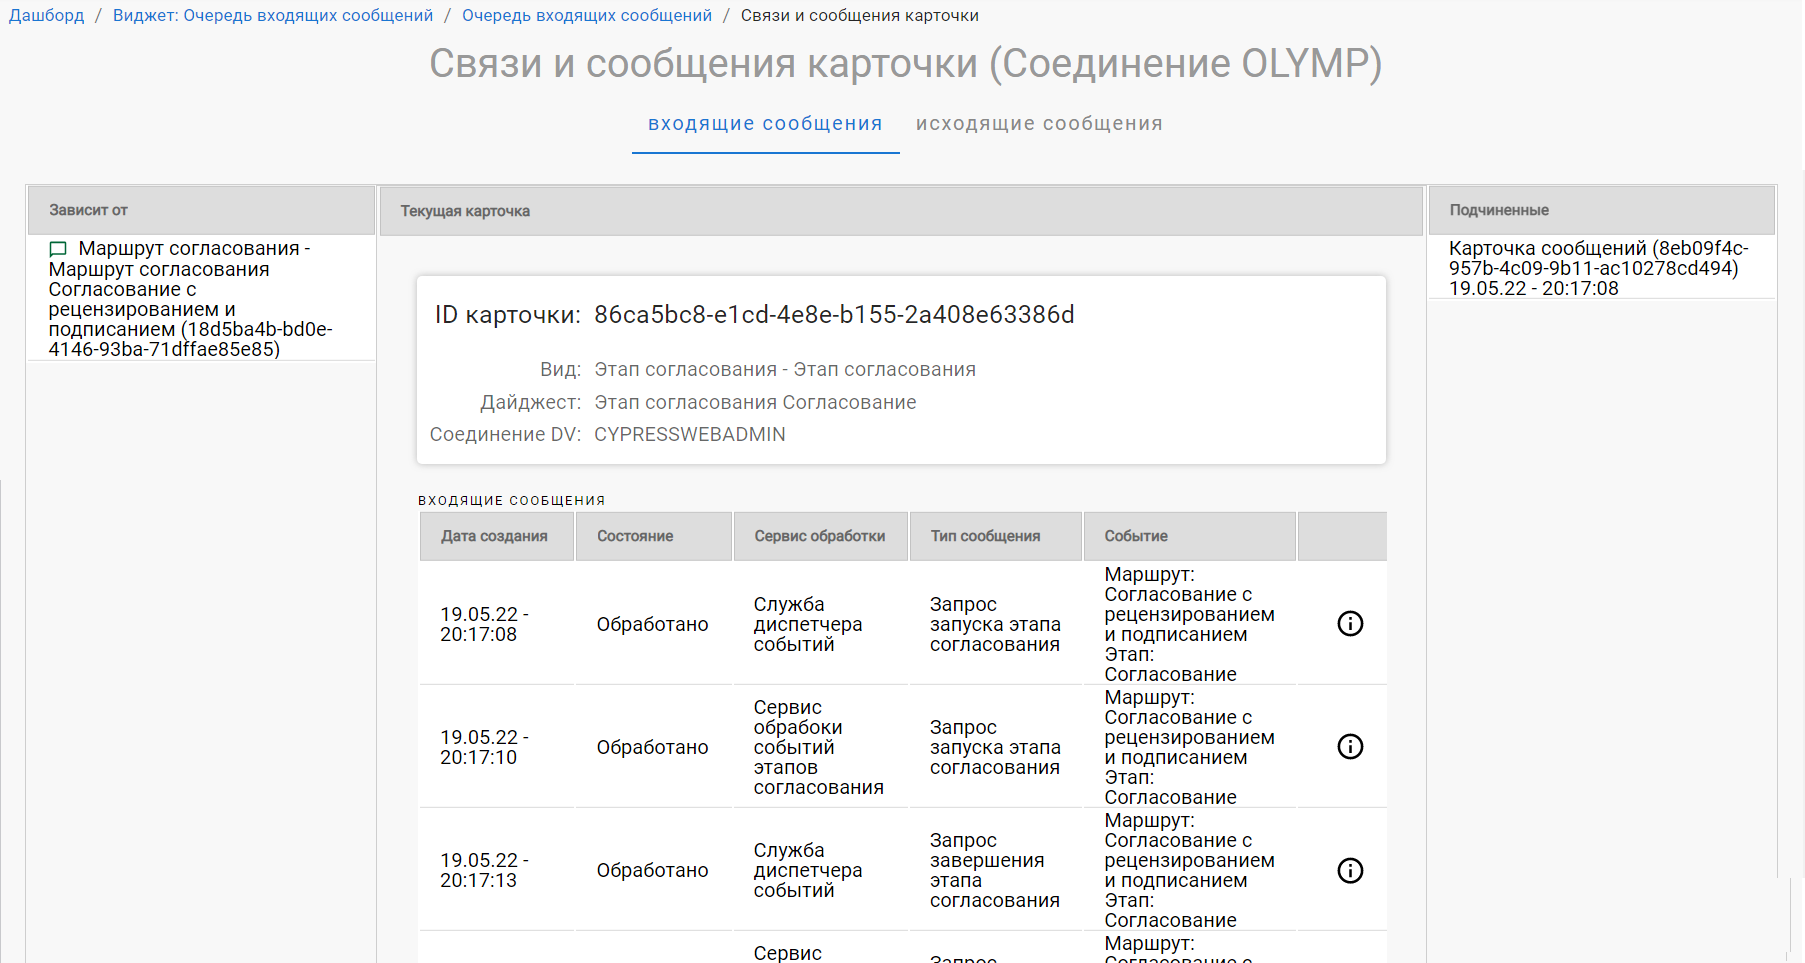 Дашборд / Виджет: Очередь входящих сообщений / Очередь входящих сообщений / Связи и сообщения карточки
Связи и сообщения карточки (Соединение OLYMP)
входящие сообщения исходящие сообщения
Зависит от
Маршрут согласования -
Маршрут согласования
Согласование с
рецензированием и
подписанием (18d5ba4b-bd0e-
4146-93ba-71dffae85e85)
Текущая карточка
ID карточки: 86ca5bc8-e1cd-4e8e-b155-2a408e63386d
Вид: Этап согласования - Этап согласования
Дайджест: Этап согласования Согласование
Соединение DV: CYPRESSWEBADMIN
ВХОДЯЩИЕ СООБЩЕНИЯ
Дата создания Состояние Сервис обработки Тип сообщения Событие
19.05.22 -
20:17:08
Обработано
Служба
диспетчера
событий
Запрос
запуска этапа
согласования
Маршрут:
Согласование с
рецензированием
и подписанием
Этап:
Согласование
19.05.22 -
20:17:10
Обработано
Сервис
обрабоки
событий
этапов
согласования
Запрос
запуска этапа
согласования
Маршрут:
Согласование с
рецензированием
и подписанием
Этап:
Согласование
19.05.22 -
20:17:13
Обработано
Служба
диспетчера
событий
Запрос
завершения
этапа
согласования
Маршрут:
Согласование с
рецензированием
и подписанием
Этап:
Согласование
Сервис
Запрос
Маршрут:
Согласование с
Подчиненные
Карточка сообщений (8eb09f4c-
957b-4c09-9b11-ac10278cd494)
19.05.22 - 20:17:08